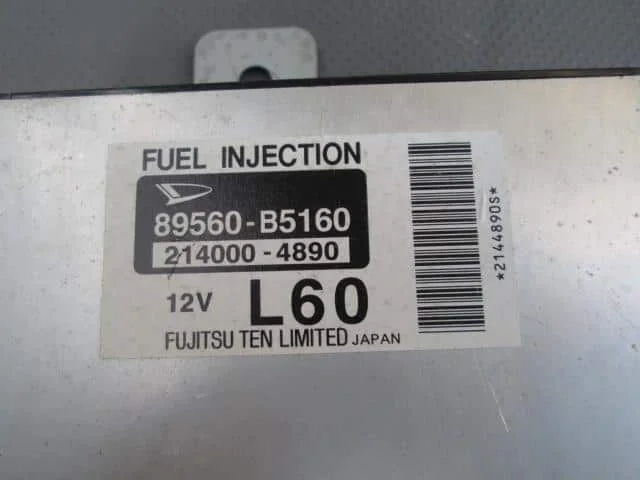 FUEL INJECTION
89560-B5160
214000-4890
12V L60
FUJITSU TEN LIMITED JAPAN
*2144890S*